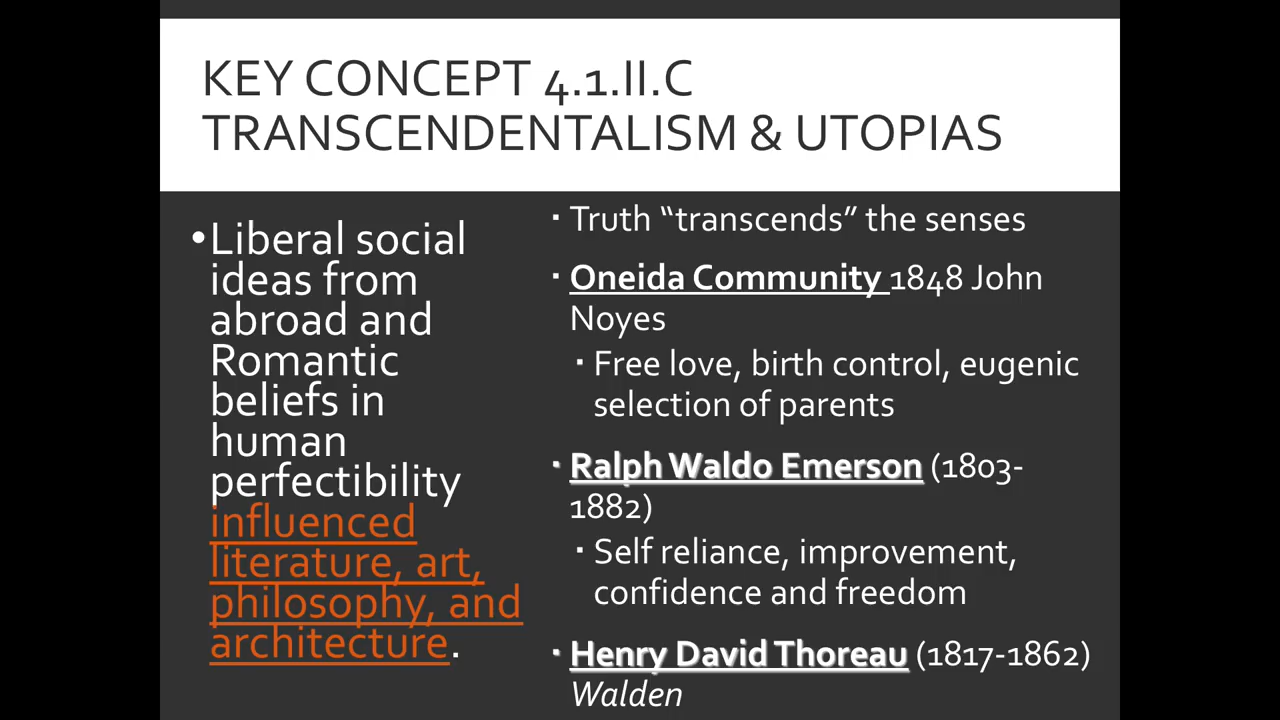 KEY CONCEPT 4.1.II.C
TRANSCENDENTALISM & UTOPIAS
•Liberal social
ideas from
abroad and
Romantic
beliefs in
human
perfectibility
influenced
literature, art,
philosophy, and
architecture.
▪ Truth “transcends” the senses
▪ Oneida Community 1848 John
Noyes
▪ Free love, birth control, eugenic
selection of parents
▪ Ralph Waldo Emerson (1803-
1882)
▪ Self reliance, improvement,
confidence and freedom
▪ Henry David Thoreau (1817-1862)
Walden